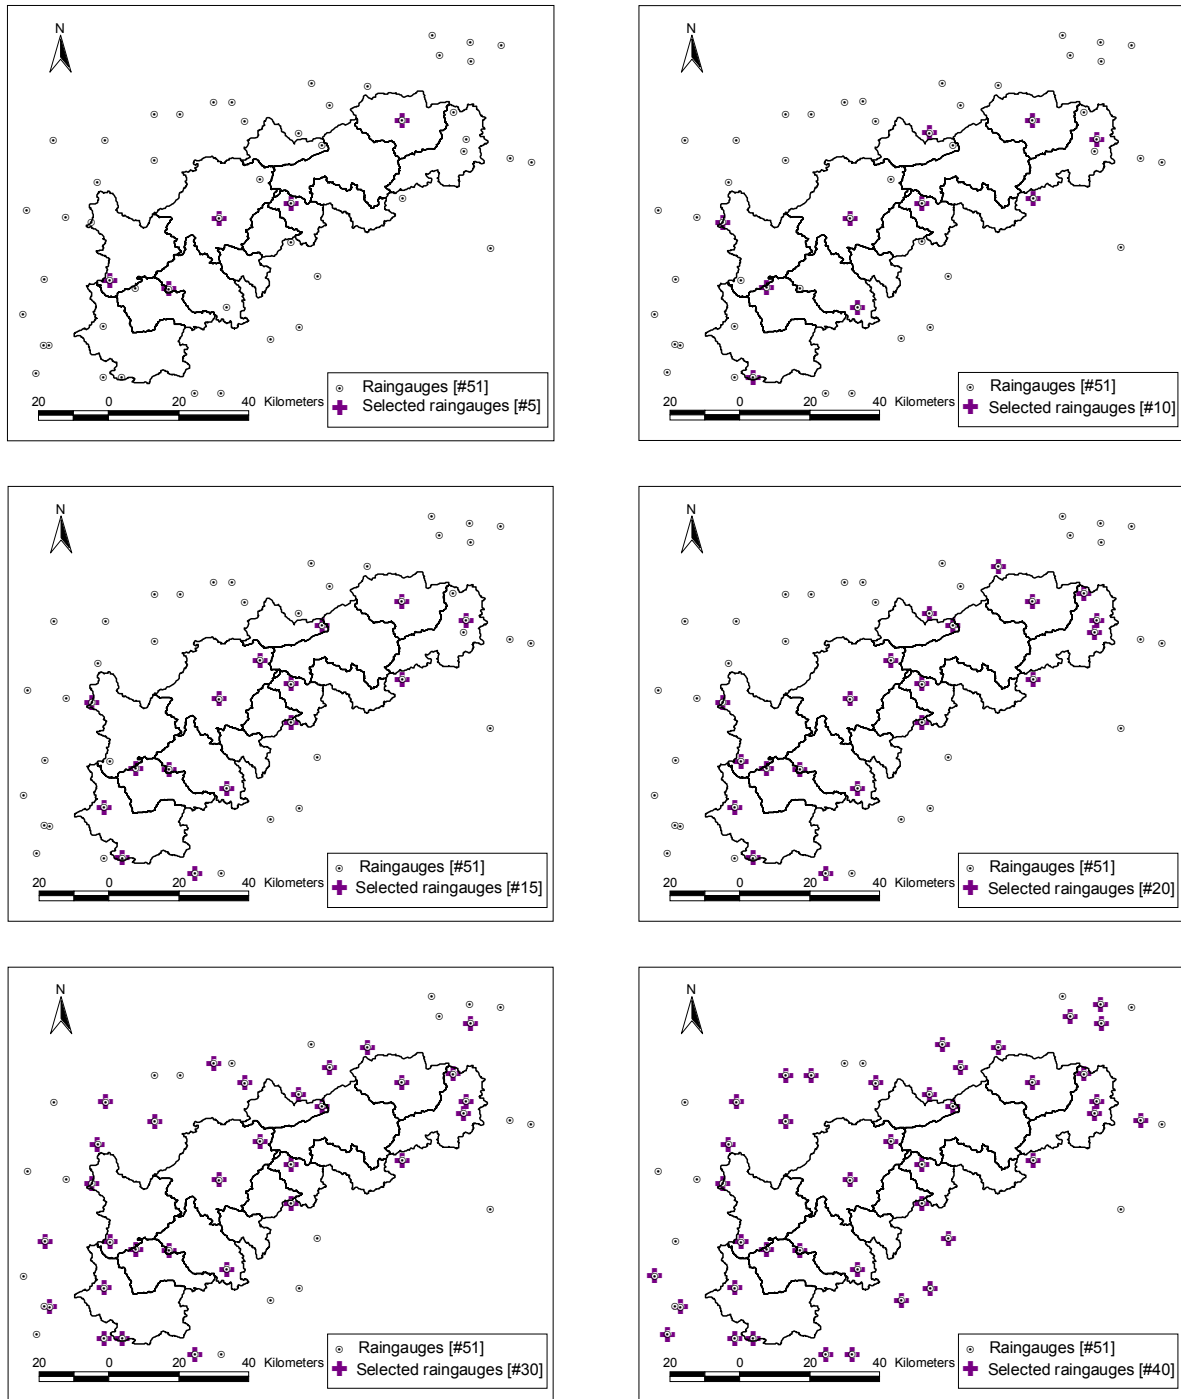 N
Raingauges [#51]
Selected raingauges [#5]
20 0 20 40 Kilometers
N
Raingauges [#51]
Selected raingauges [#10]
20 0 20 40 Kilometers
N
Raingauges [#51]
Selected raingauges [#15]
20 0 20 40 Kilometers
N
Raingauges [#51]
Selected raingauges [#20]
20 0 20 40 Kilometers
N
Raingauges [#51]
Selected raingauges [#30]
20 0 20 40 Kilometers
N
Raingauges [#51]
Selected raingauges [#40]
20 0 20 40 Kilometers